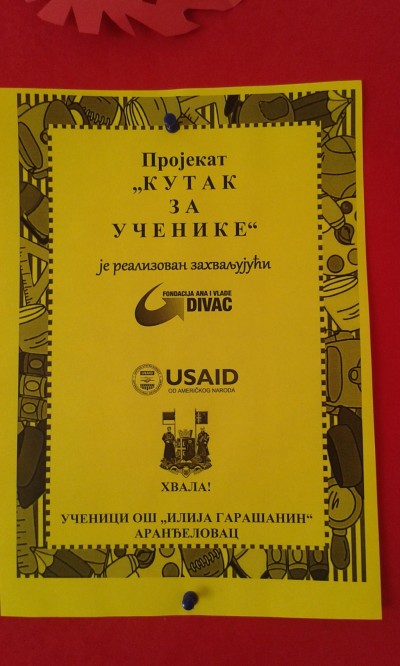 Пројекат
„КУТАК
ЗА
УЧЕНИКЕ“
је реализован захваљујући
FONDACIJA ANA I VLADE
DIVAC
USAID
OD AMERIČKOG NARODA
ХВАЛА!
УЧЕНИЦИ ОШ „ИЛИЈА ГАРАШАНИН“
АРАНЂЕЛОВАЦ